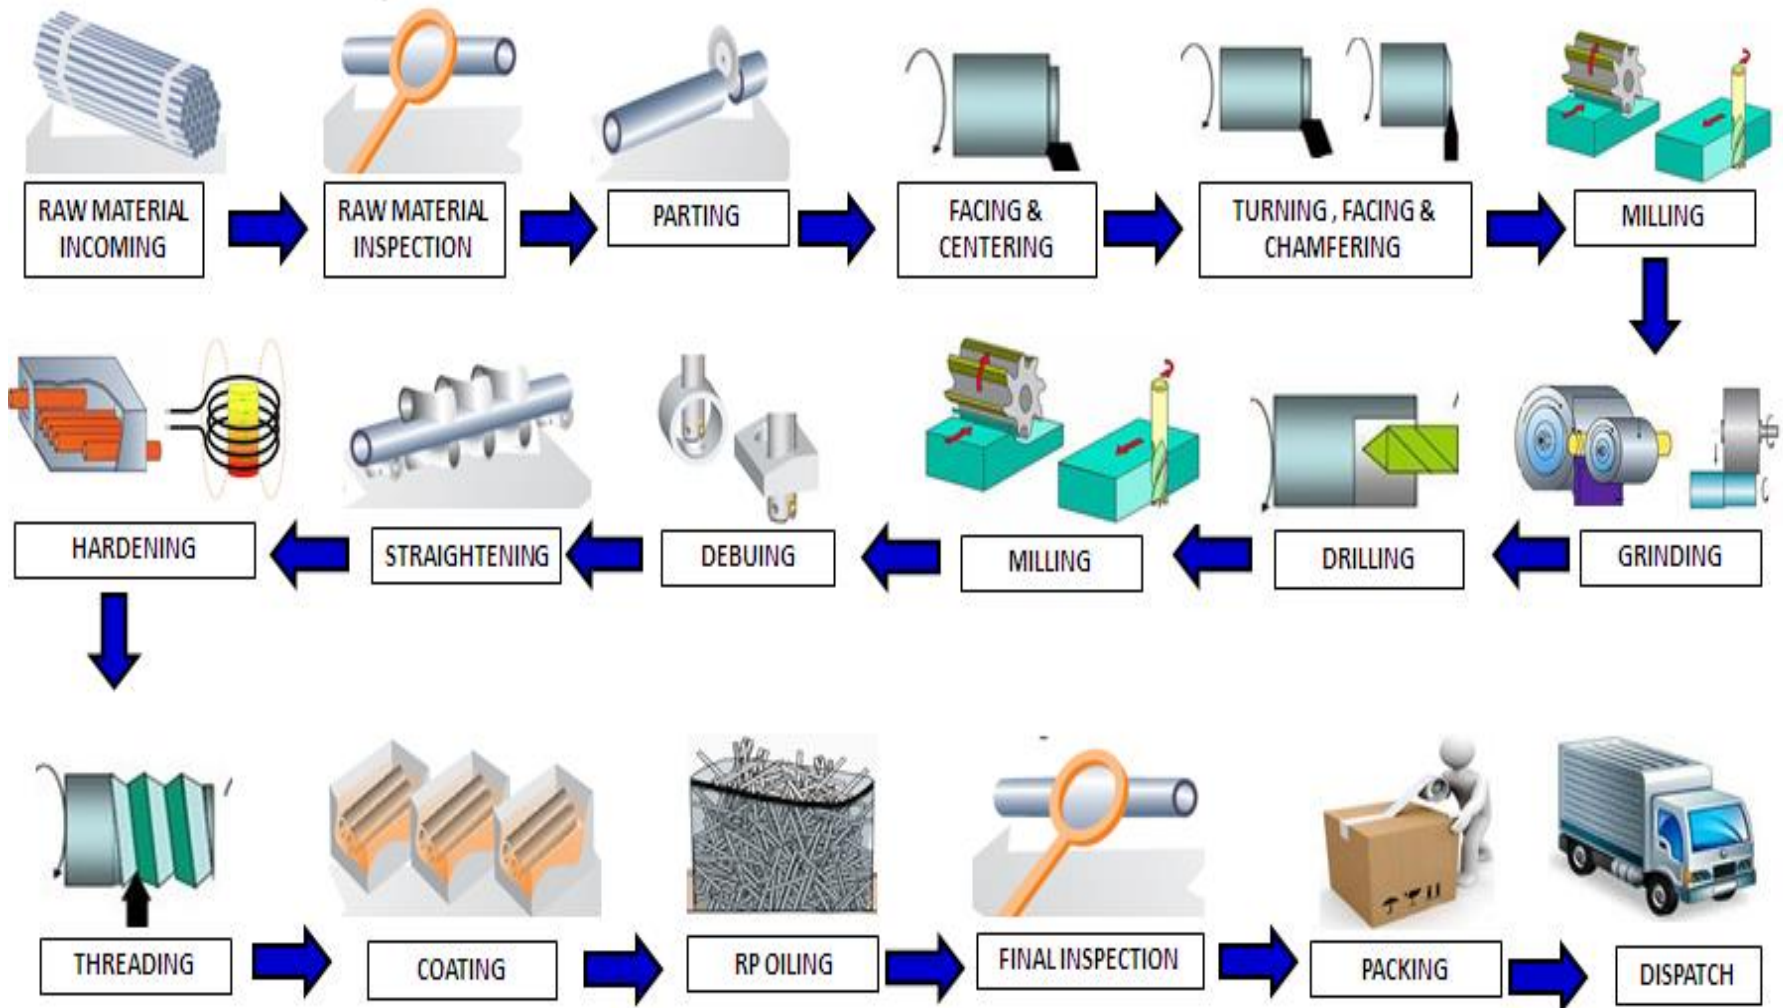 RAW MATERIAL
INCOMING
RAW MATERIAL
INSPECTION
PARTING
FACING &
CENTERING
TURNING , FACING &
CHAMFERING
MILLING
GRINDING
DRILLING
MILLING
DEBUING
STRAIGHTENING
HARDENING
THREADING
COATING
RP OILING
FINAL INSPECTION
PACKING
DISPATCH